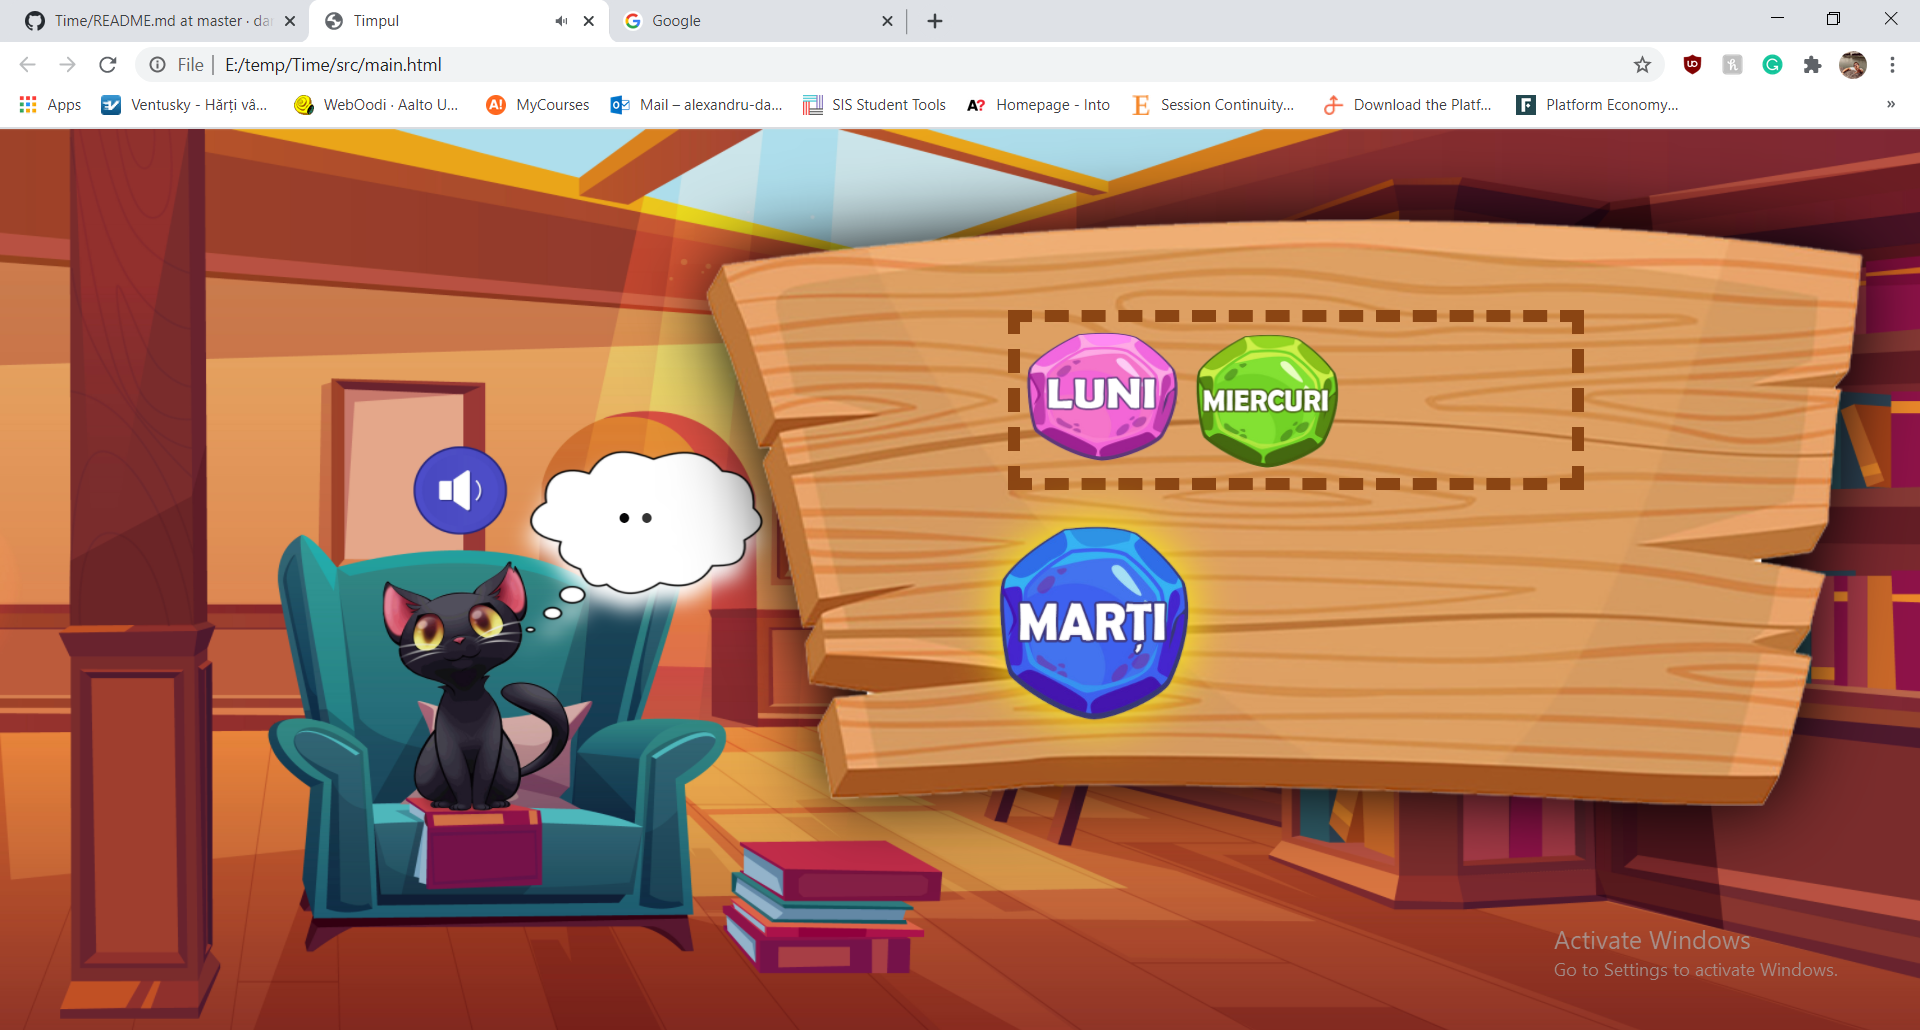 Time/README.md at master · da
Timpul
Google
File
E:/temp/Time/src/main.html
Apps
Ventusky - Hărți vâ...
WebOodi · Aalto U...
MyCourses
Mail – alexandru-da...
SIS Student Tools
Homepage - Into
Session Continuity...
Download the Platf...
Platform Economy...
»
LUNI
MIERCURI
MARȚI
Activate Windows
Go to Settings to activate Windows.